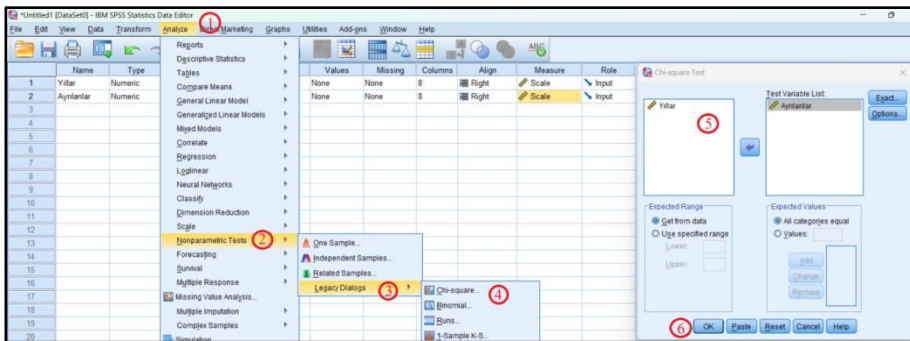 *Untitled1 [DataSet0] - IBM SPSS Statistics Data Editor
File Edit View Data Transform Analyze Marketing Graphs Utilities Add-ons Window Help
1
Name Type Values Missing Columns Align Measure Role
1 Yıllar Numeric None None 8 Right Scale Input
2 Ayrılanlar Numeric None None 8 Right Scale Input
3
4
5
6
7
8
9
10
11
12
13
14
15
16
17
18
19
20
Reports
Descriptive Statistics
Tables
Compare Means
General Linear Model
Generalized Linear Models
Mixed Models
Correlate
Regression
Loglinear
Neural Networks
Classify
Dimension Reduction
Scale
Nonparametric Tests 2
Forecasting
Survival
Multiple Response
Missing Value Analysis...
Multiple Imputation
Complex Samples
Simulation
One Sample...
Independent Samples...
Related Samples...
Legacy Dialogs 3
Chi-square... 4
Binomial...
Runs...
1-Sample K-S...
Chi-square Test
Test Variable List:
Yıllar
5
Ayrılanlar
Exact...
Options...
Expected Range
Get from data
Use specified range
Lower:
Upper:
Expected Values
All categories equal
Values:
Add
Change
Remove
6 OK Paste Reset Cancel Help